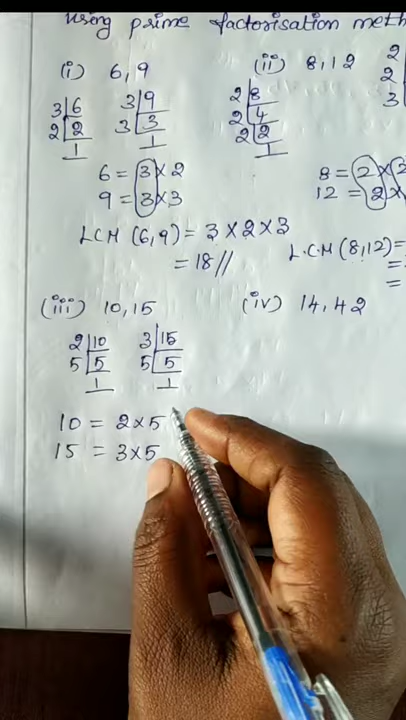 Using prime factorisation meth
(i) 6, 9
3 6
2 2
1
3 9
3 3
1
6 = 3×2
9 = 3×3
LCM (6,9) = 3×2×3
= 18//
(ii) 8, 12
2 8
2 4
2 2
1
2
2
3
8 = 2×2
12 = 2×
L.C.M (8,12) =
=
=
(iii) 10, 15
2 10
5 5
1
3 15
5 5
1
10 = 2×5
15 = 3×5
(iv) 14, 42